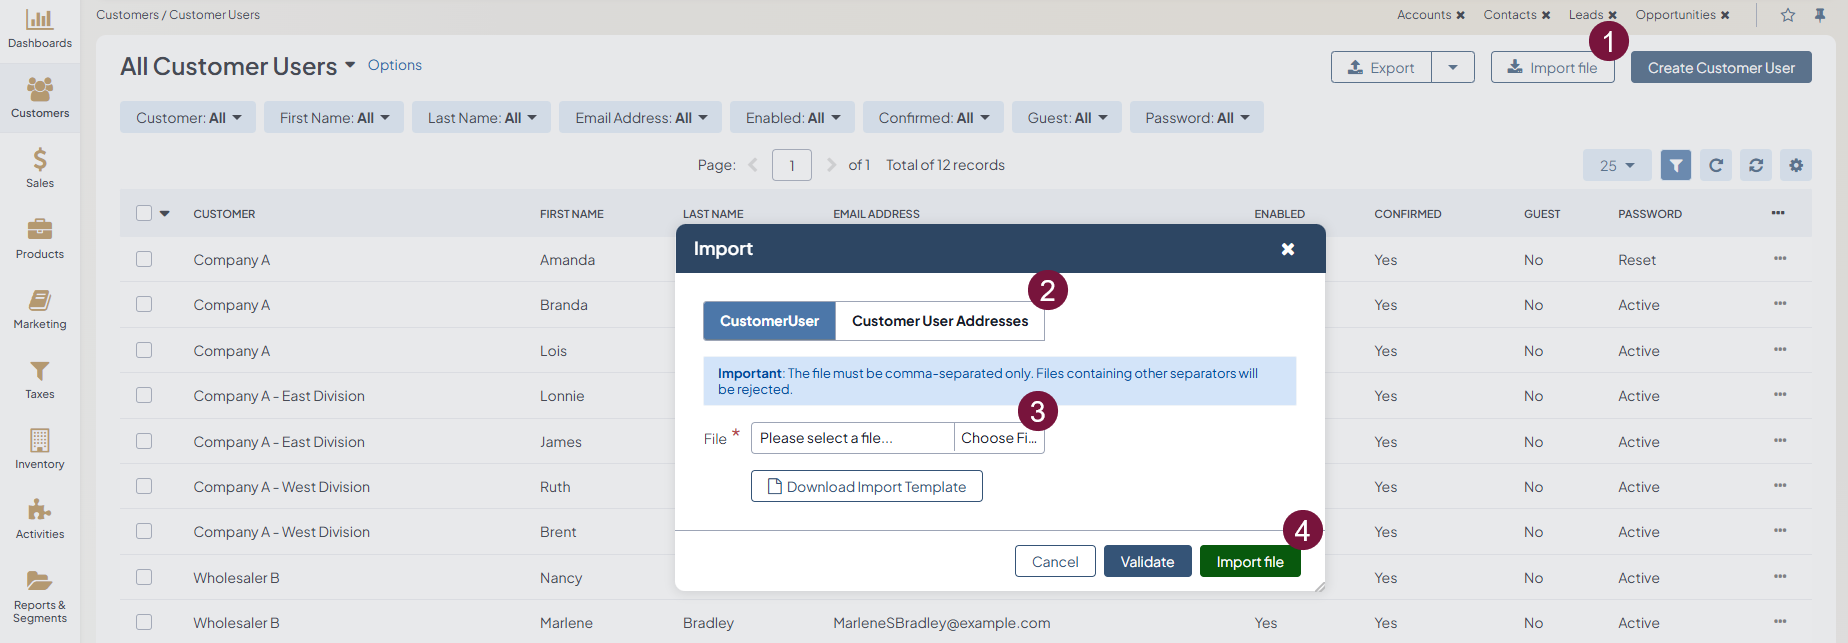 Customers / Customer Users
Accounts ✖ Contacts ✖ Leads ✖ Opportunities ✖
Dashboards
Customers
Sales
Products
Marketing
Taxes
Inventory
Activities
Reports &
Segments
All Customer Users Options
Export Import file Create Customer User
1
Customer: All First Name: All Last Name: All Email Address: All Enabled: All Confirmed: All Guest: All Password: All
Page: 1 of 1 Total of 12 records 25
CUSTOMER FIRST NAME LAST NAME EMAIL ADDRESS ENABLED CONFIRMED GUEST PASSWORD
Company A Amanda Yes No Reset
Company A Branda Yes No Active
Company A Lois Yes No Active
Company A - East Division Lonnie Yes No Active
Company A - East Division James Yes No Active
Company A - West Division Ruth Yes No Active
Company A - West Division Brent Yes No Active
Wholesaler B Nancy Yes No Active
Wholesaler B Marlene Bradley MarleneSBradley@example.com Yes Yes No Active
Import
2
CustomerUser Customer User Addresses
Important: The file must be comma-separated only. Files containing other separators will
be rejected.
3
File * Please select a file... Choose Fi...
Download Import Template
4
Cancel Validate Import file